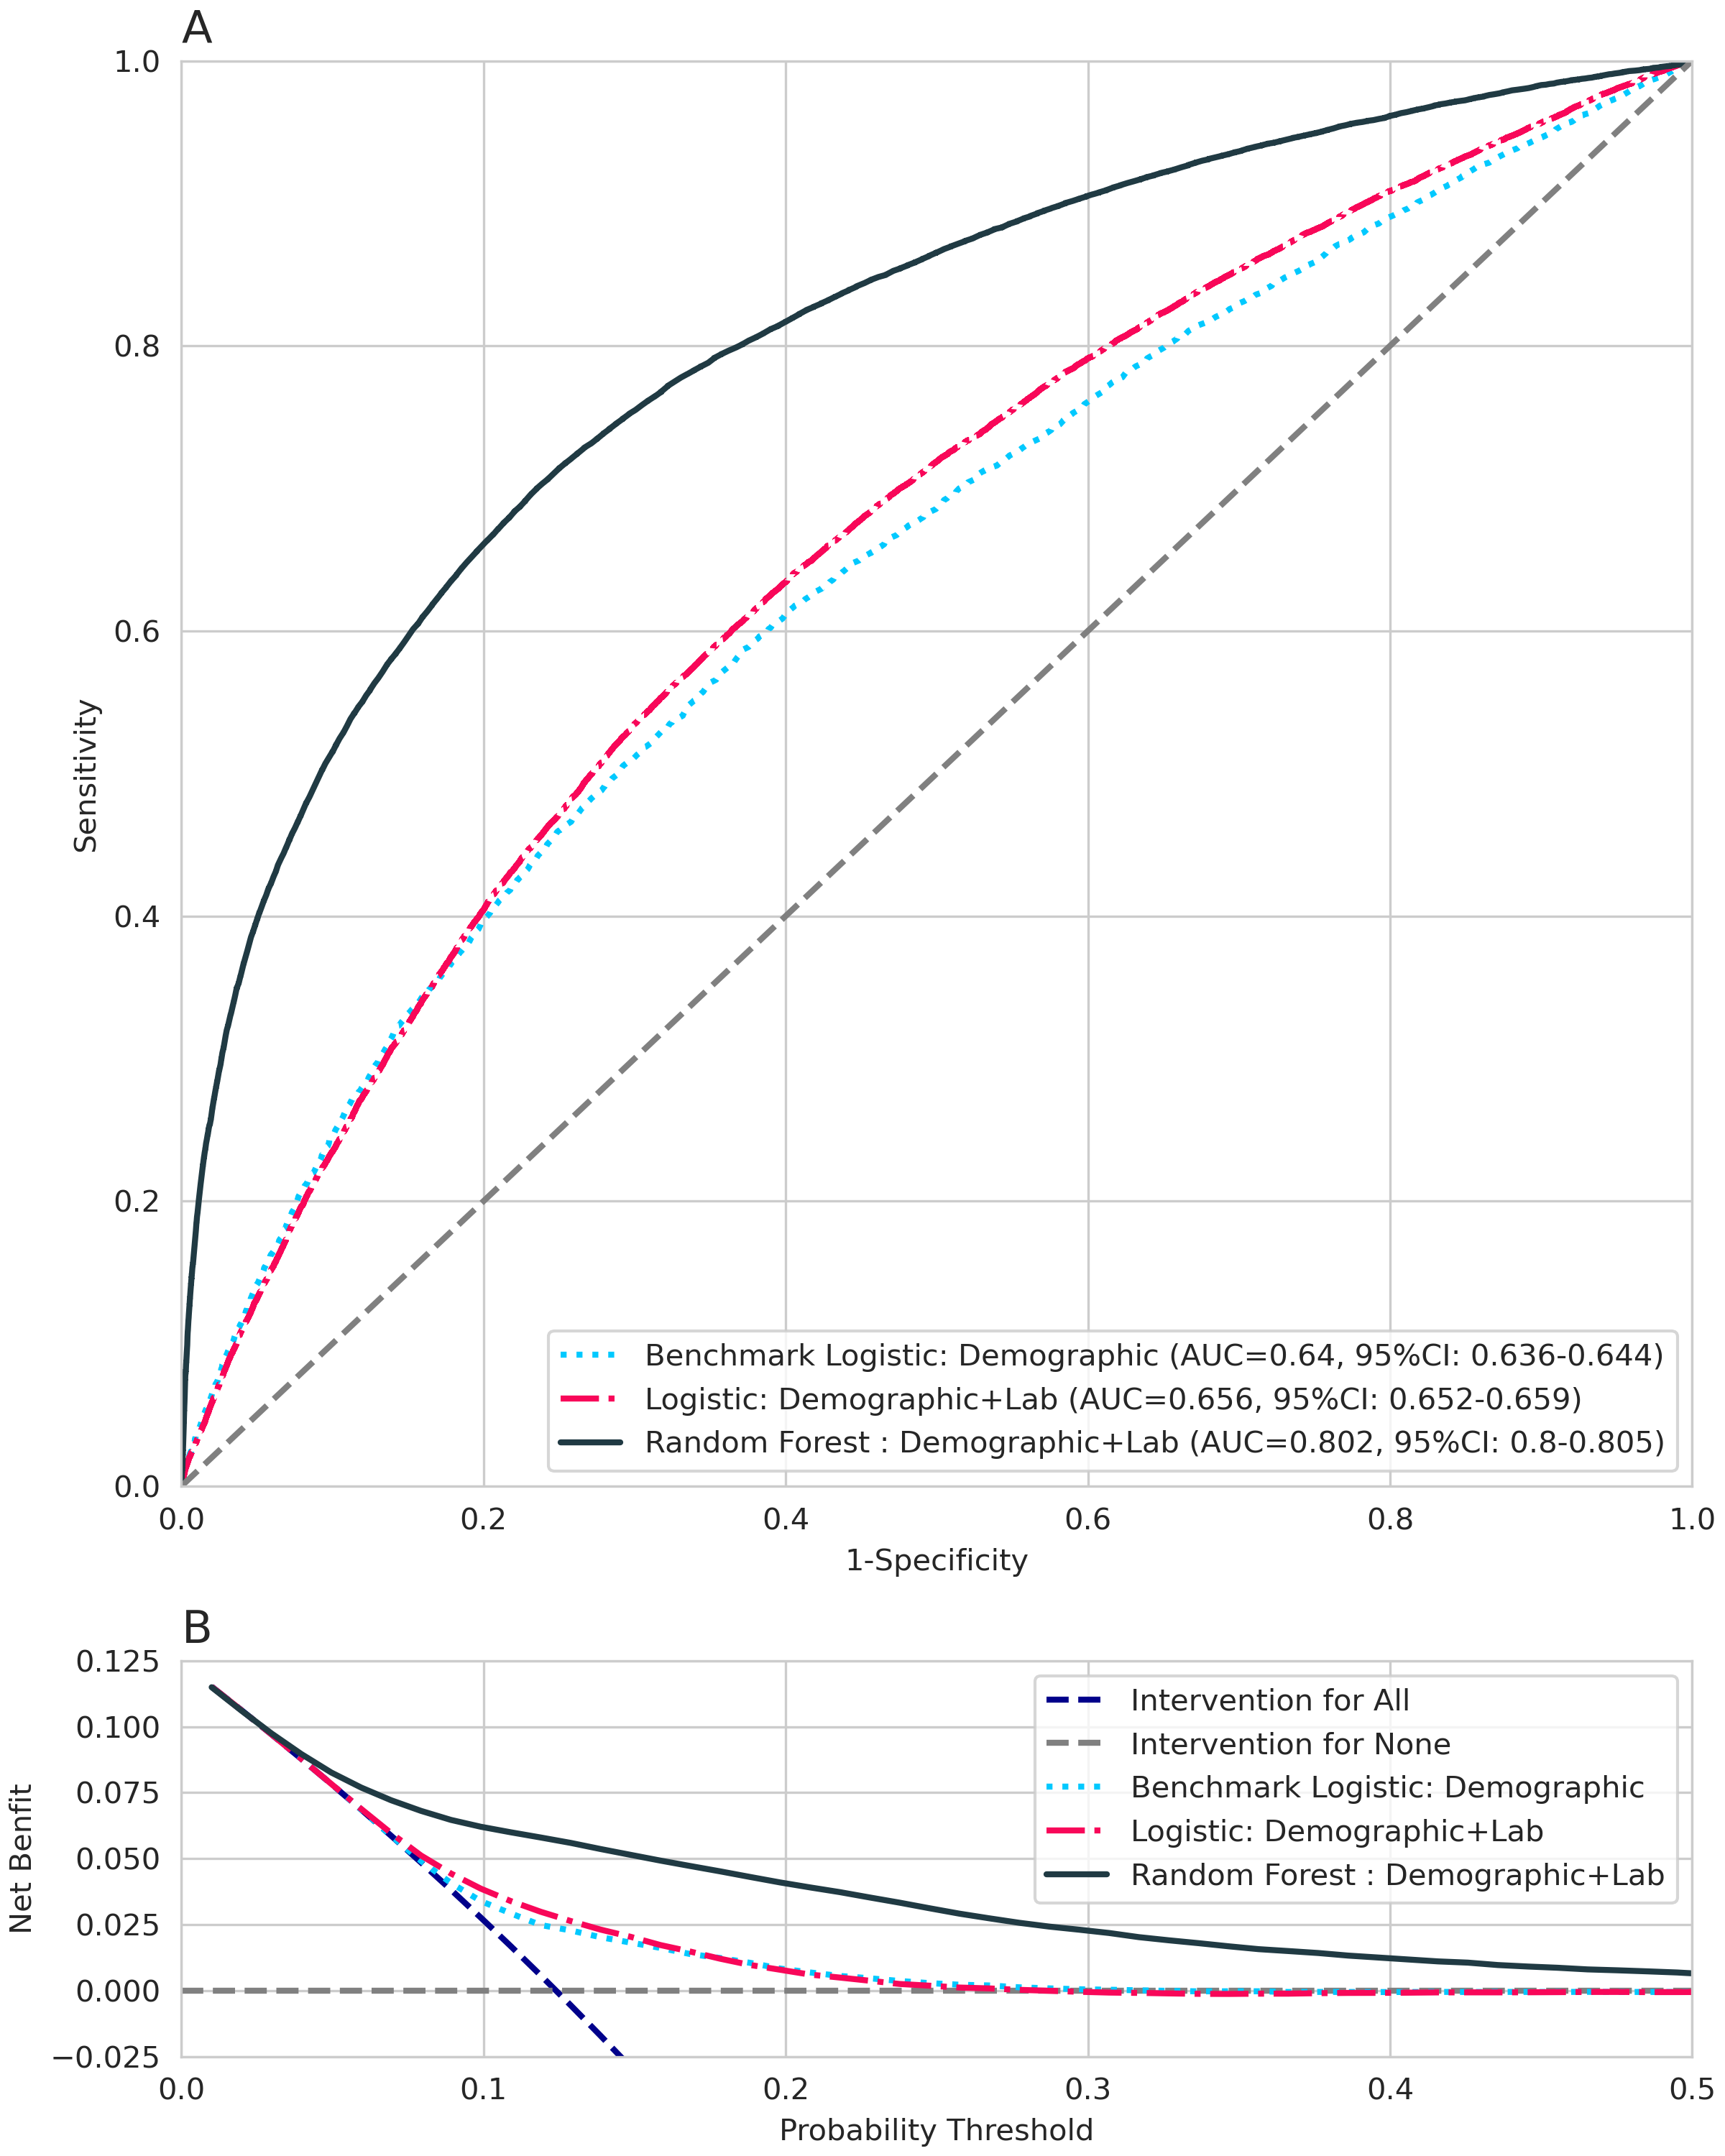 A
1.0
0.8
0.6
0.4
0.2
0.0
Sensitivity
Benchmark Logistic: Demographic (AUC=0.64, 95%CI: 0.636-0.644)
Logistic: Demographic+Lab (AUC=0.656, 95%CI: 0.652-0.659)
Random Forest : Demographic+Lab (AUC=0.802, 95%CI: 0.8-0.805)
0.0 0.2 0.4 0.6 0.8 1.0
1-Specificity
B
0.125
0.100
0.075
0.050
0.025
0.000
−0.025
Net Benfit
Intervention for All
Intervention for None
Benchmark Logistic: Demographic
Logistic: Demographic+Lab
Random Forest : Demographic+Lab
0.0 0.1 0.2 0.3 0.4 0.5
Probability Threshold